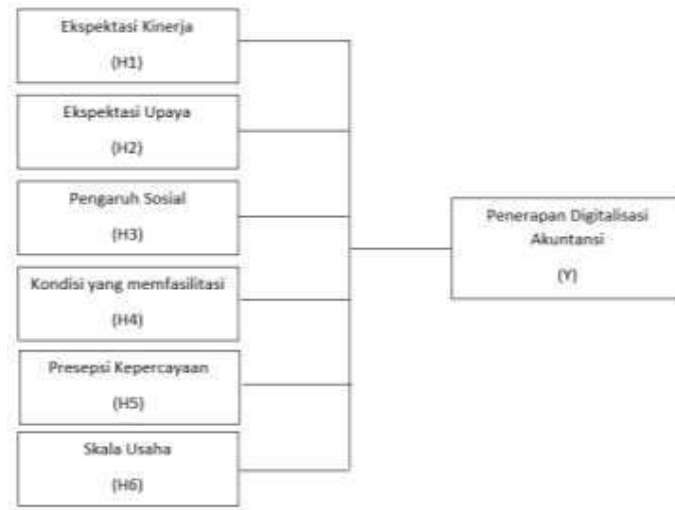 Ekspektasi Kinerja
(H1)
Ekspektasi Upaya
(H2)
Pengaruh Sosial
(H3)
Kondisi yang memfasilitasi
(H4)
Presepsi Kepercayaan
(H5)
Skala Usaha
(H6)
Penerapan Digitalisasi
Akuntansi
(Y)